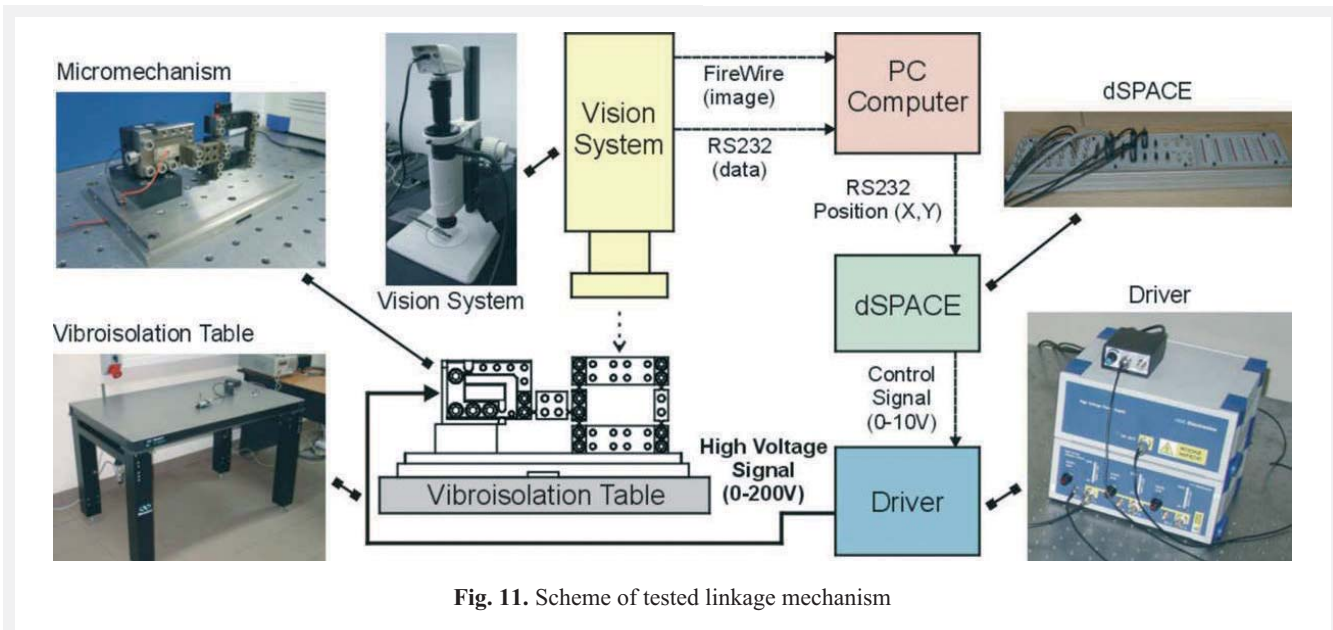 Micromechanism
Vision
System
FireWire
(image)
RS232
(data)
PC
Computer
dSPACE
RS232
Position (X,Y)
Vision System
dSPACE
Driver
Vibroisolation Table
Control
Signal
(0-10V)
High Voltage
Signal
(0-200V)
Vibroisolation Table
Driver
Fig. 11. Scheme of tested linkage mechanism